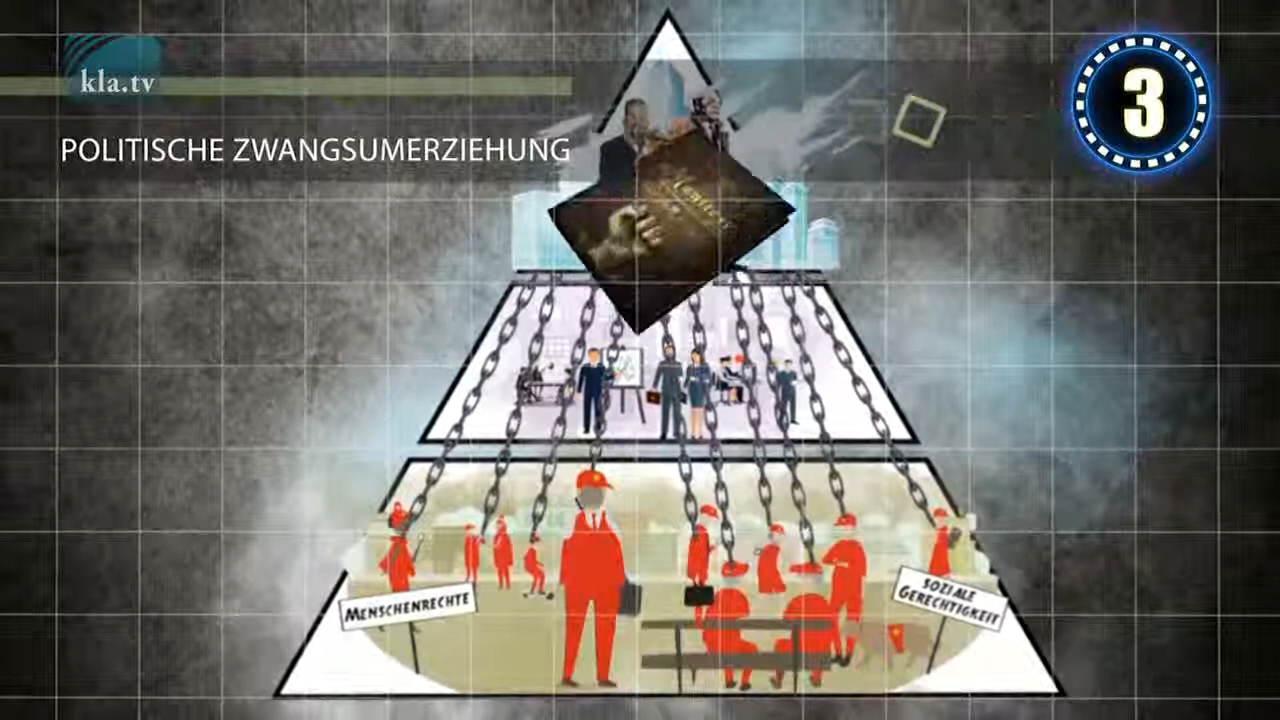 kla.tv
3
POLITISCHE ZWANGSUMERZIEHUNG
MENSCHENRECHTE
SOZIALE
GERECHTIGKEIT